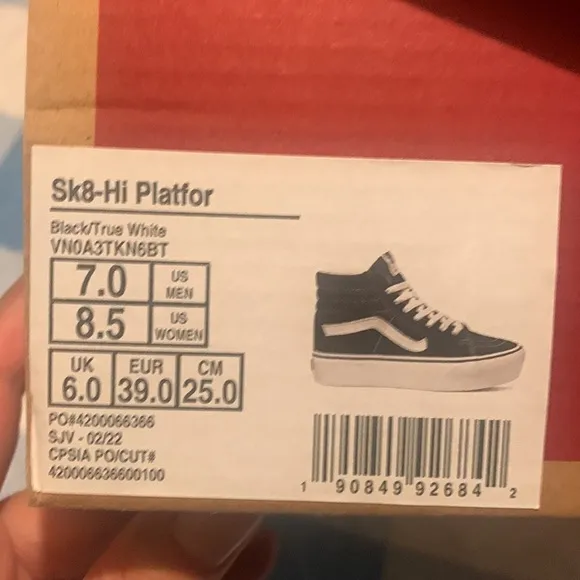 Sk8-Hi Platfor
Black/True White
VN0A3TKN6BT
7.0 US MEN
8.5 US WOMEN
UK EUR CM
6.0 39.0 25.0
PO#4200066366
SJV - 02/22
CPSIA PO/CUT#
420006636600100
1 90849 92684 2